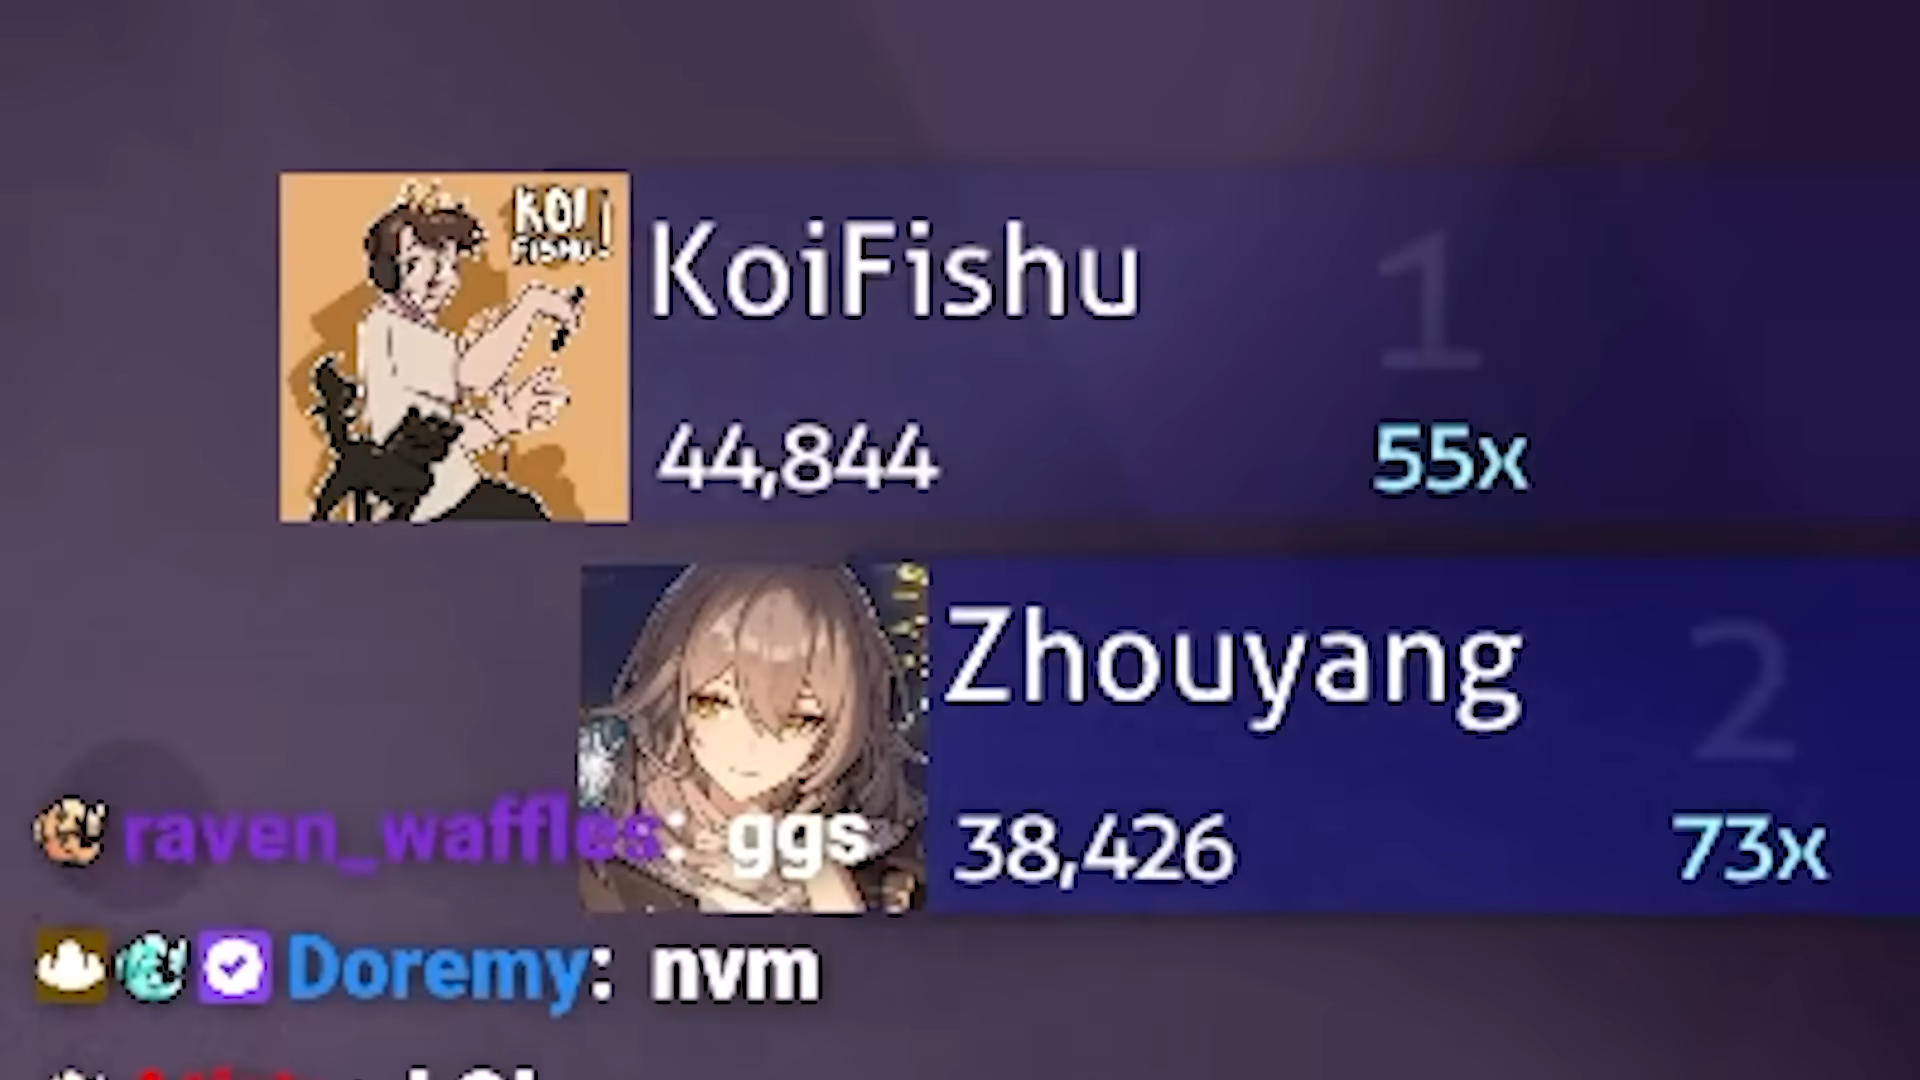 KOI
FISHU
KoiFishu
1
44,844
55x
Zhouyang
2
38,426
73x
raven_waffles: ggs
Doremy: nvm